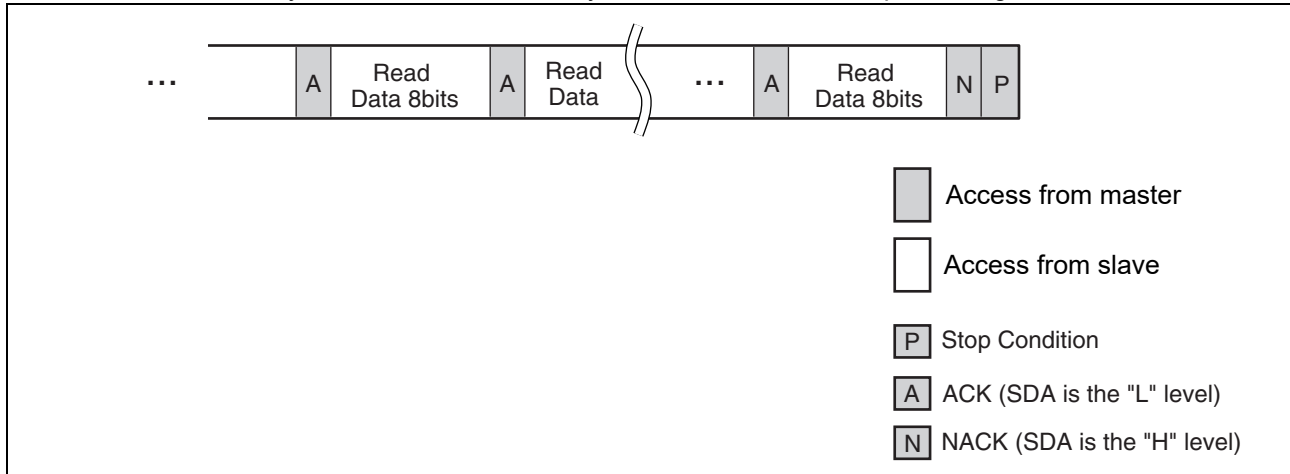 ... A Read Data 8bits A Read Data ... A Read Data 8bits N P
Access from master
Access from slave
P Stop Condition
A ACK (SDA is the "L" level)
N NACK (SDA is the "H" level)